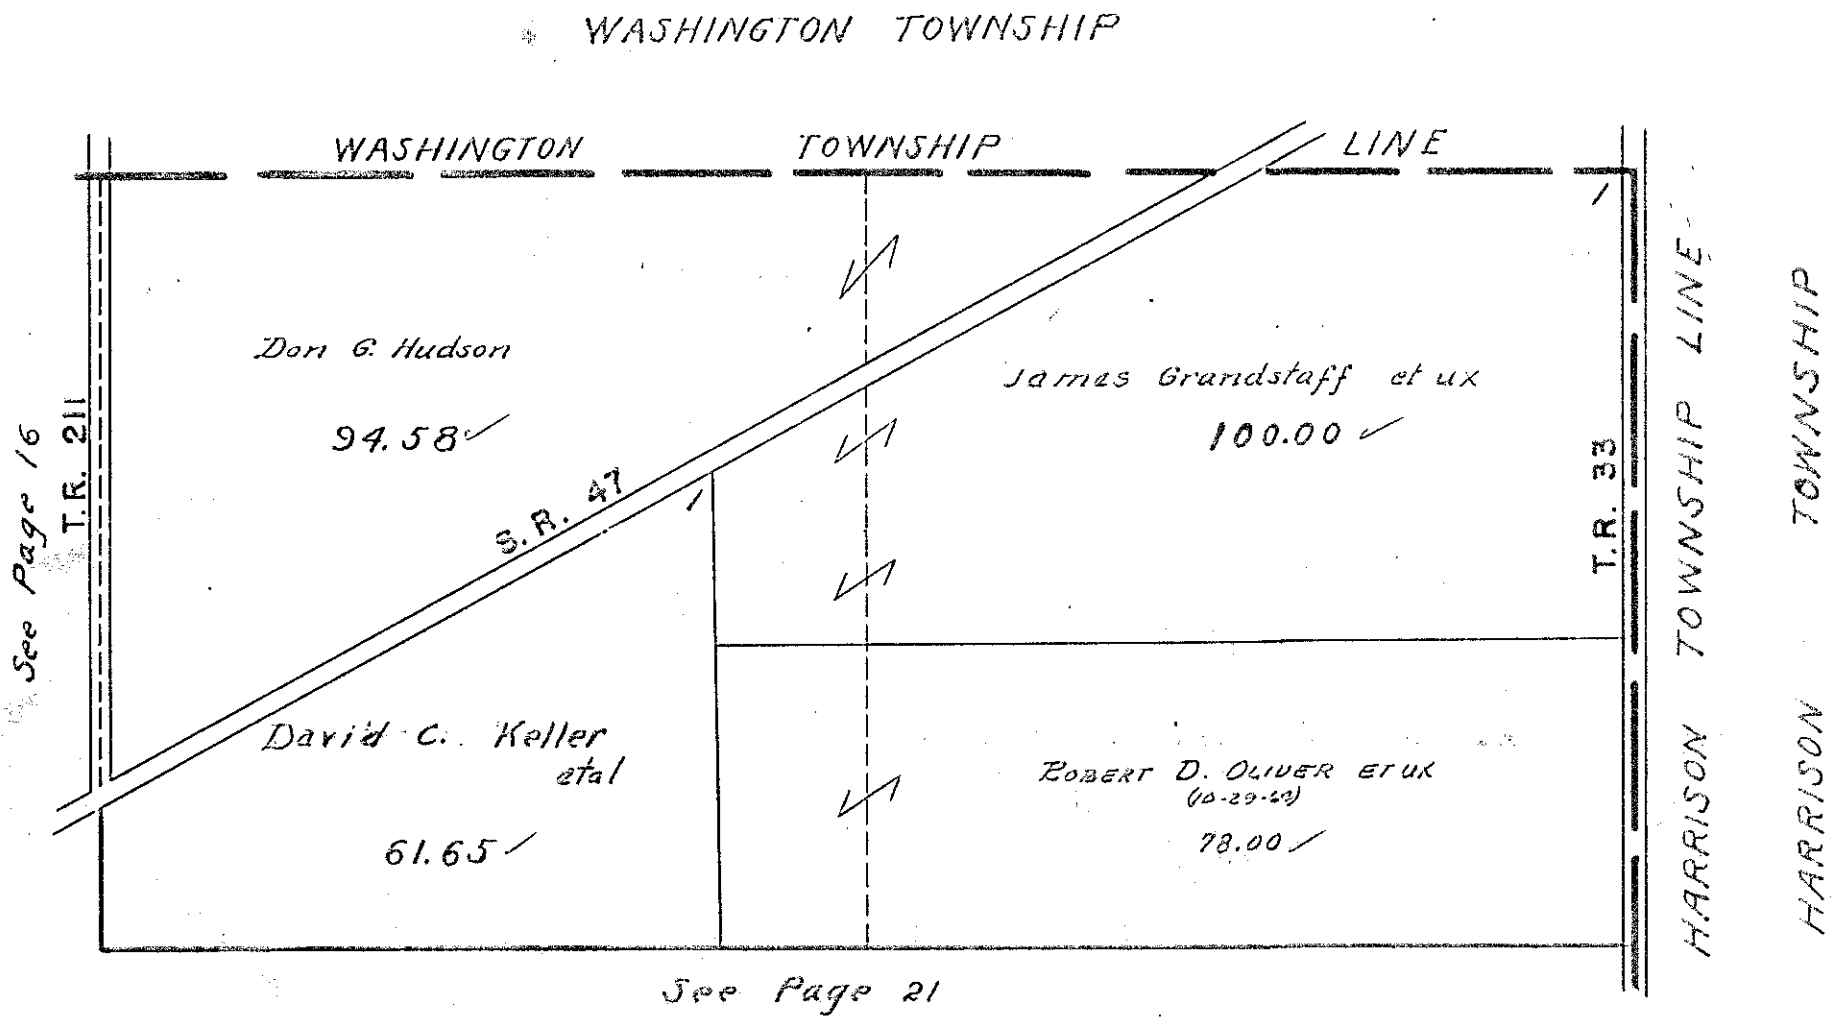 WASHINGTON TOWNSHIP
WASHINGTON TOWNSHIP LINE
Don G. Hudson
94.58
James Grandstaff et ux
100.00
S.R. 47
T.R. 211
See Page 16
T.R. 33
HARRISON TOWNSHIP LINE
HARRISON TOWNSHIP
David C. Keller
etal
61.65
ROBERT D. OLIVER ET UX
78.00
See Page 21